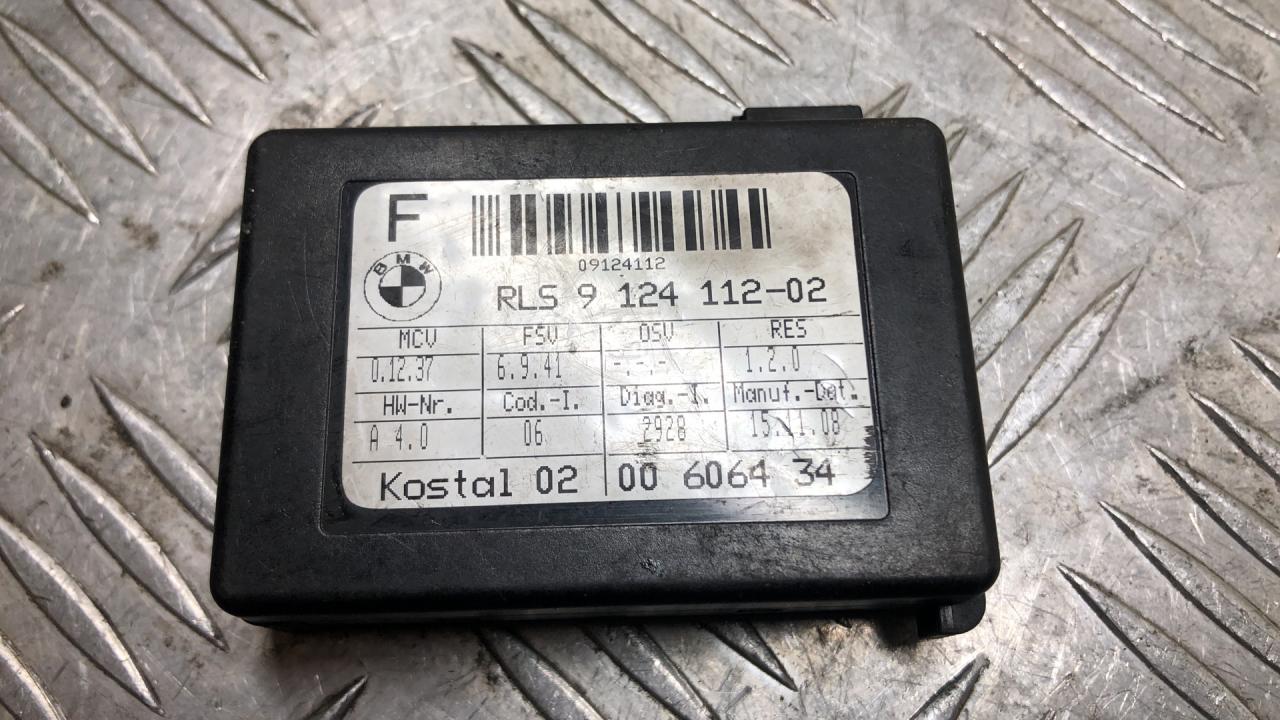 F
BMW
09124112
RLS 9 124 112-02
MCV FSV OSV RES
0.12.37 6.9.41 -.-.- 1.2.0
HW-Nr. Cod.-I. Diag.-I. Manuf.-Dat.
A 4.0 06 2928 15.11.08
Kostal 02 00 6064 34